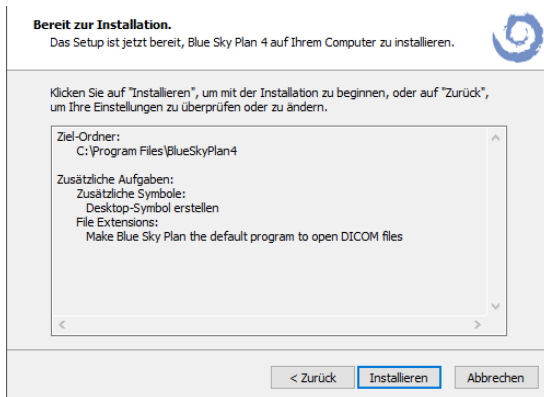 Bereit zur Installation.
Das Setup ist jetzt bereit, Blue Sky Plan 4 auf Ihrem Computer zu installieren.
Klicken Sie auf "Installieren", um mit der Installation zu beginnen, oder auf "Zurück",
um Ihre Einstellungen zu überprüfen oder zu ändern.
Ziel-Ordner:
C:\Program Files\BlueSkyPlan4
Zusätzliche Aufgaben:
Zusätzliche Symbole:
Desktop-Symbol erstellen
File Extensions:
Make Blue Sky Plan the default program to open DICOM files
< Zurück
Installieren
Abbrechen